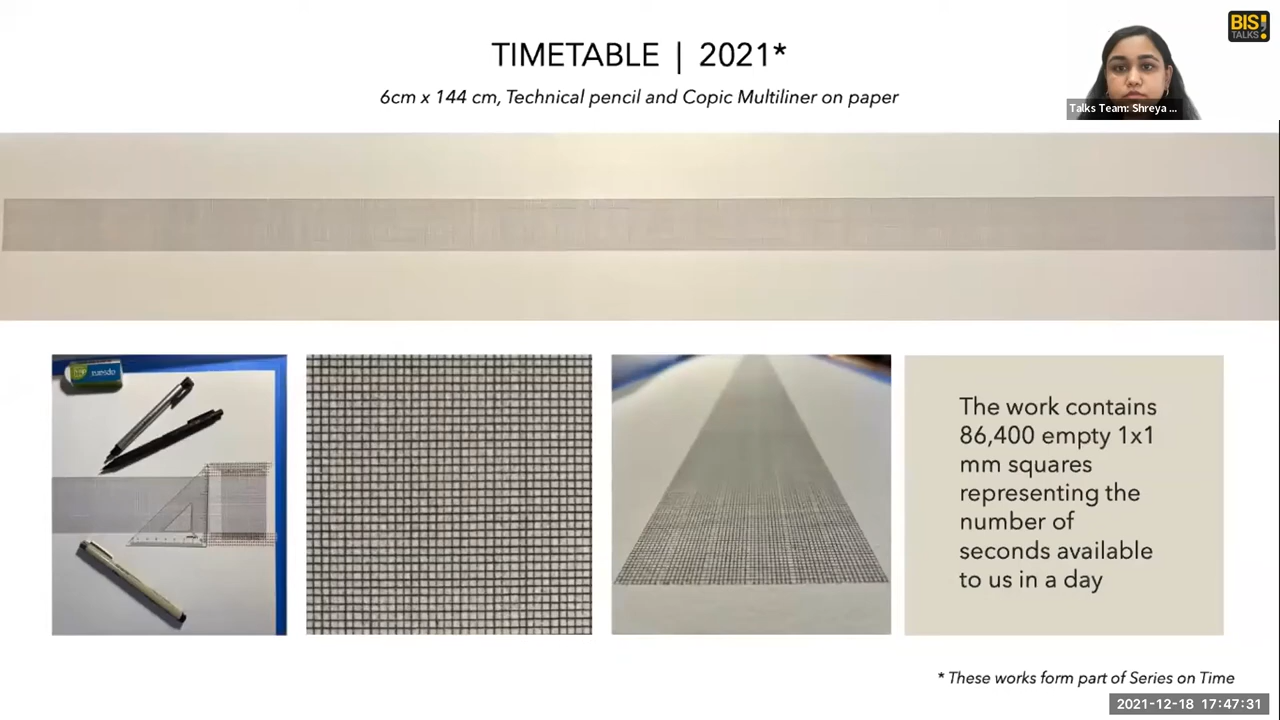 TIMETABLE | 2021*
BIS!
TALKS
6cm x 144 cm, Technical pencil and Copic Multiliner on paper
Talks Team: Shreya ...
The work contains
86,400 empty 1x1
mm squares
representing the
number of
seconds available
to us in a day
* These works form part of Series on Time
2021-12-18 17:47:31